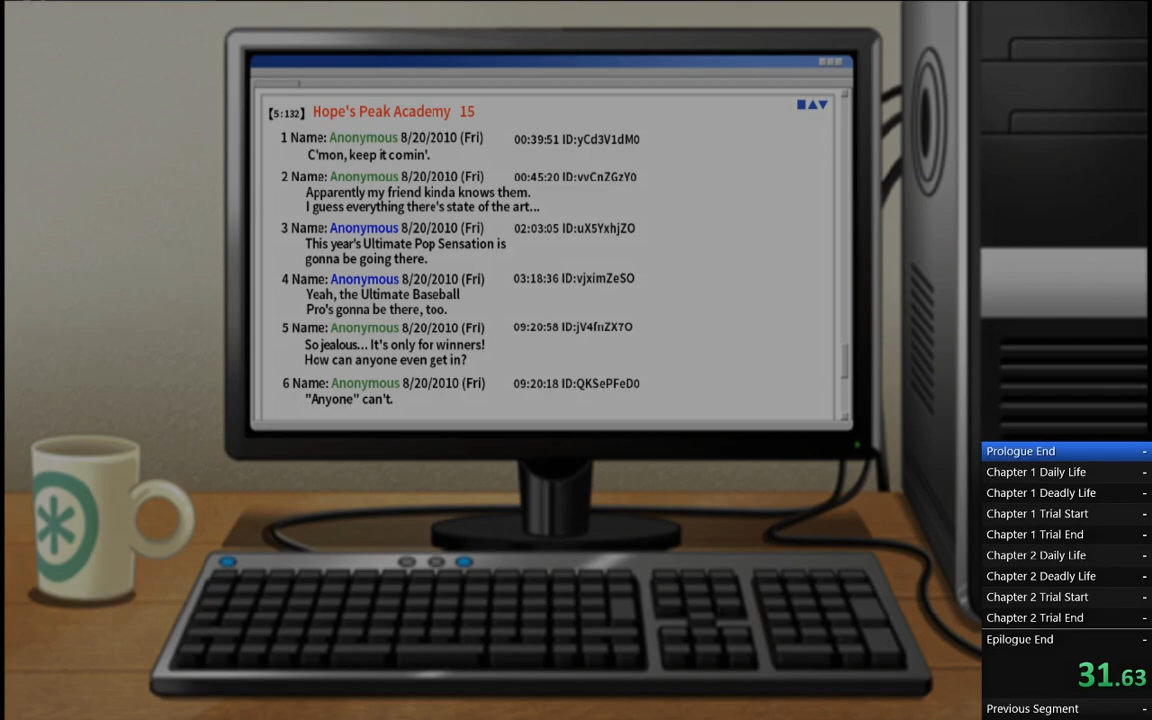 【5:132】 Hope's Peak Academy 15 ■▲▼
1 Name: Anonymous 8/20/2010 (Fri) 00:39:51 ID:yCd3V1dM0
C'mon, keep it comin'.
2 Name: Anonymous 8/20/2010 (Fri) 00:45:20 ID:vvCnZGzY0
Apparently my friend kinda knows them.
I guess everything there's state of the art...
3 Name: Anonymous 8/20/2010 (Fri) 02:03:05 ID:uX5YxhjZO
This year's Ultimate Pop Sensation is
gonna be going there.
4 Name: Anonymous 8/20/2010 (Fri) 03:18:36 ID:vjximZeSO
Yeah, the Ultimate Baseball
Pro's gonna be there, too.
5 Name: Anonymous 8/20/2010 (Fri) 09:20:58 ID:jV4fnZX7O
So jealous... It's only for winners!
How can anyone even get in?
6 Name: Anonymous 8/20/2010 (Fri) 09:20:18 ID:QKSePFeD0
"Anyone" can't.
Prologue End -
Chapter 1 Daily Life -
Chapter 1 Deadly Life -
Chapter 1 Trial Start -
Chapter 1 Trial End -
Chapter 2 Daily Life -
Chapter 2 Deadly Life -
Chapter 2 Trial Start -
Chapter 2 Trial End -
Epilogue End -
31.63
Previous Segment -